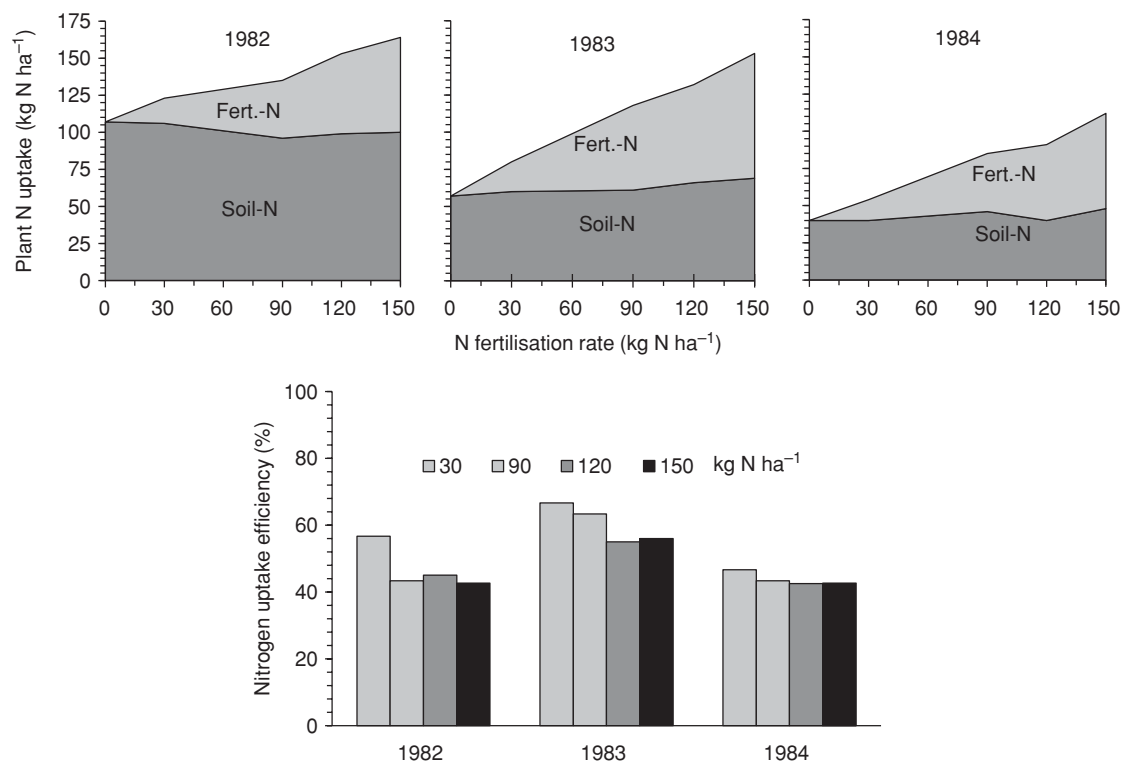 175
150
125
100
75
50
25
0
Plant N uptake (kg N ha⁻¹)
1982
Fert.-N
Soil-N
0 30 60 90 120 150
1983
Fert.-N
Soil-N
0 30 60 90 120 150
1984
Fert.-N
Soil-N
0 30 60 90 120 150
N fertilisation rate (kg N ha⁻¹)
100
80
60
40
20
0
Nitrogen uptake efficiency (%)
30 90 120 150 kg N ha⁻¹
1982 1983 1984